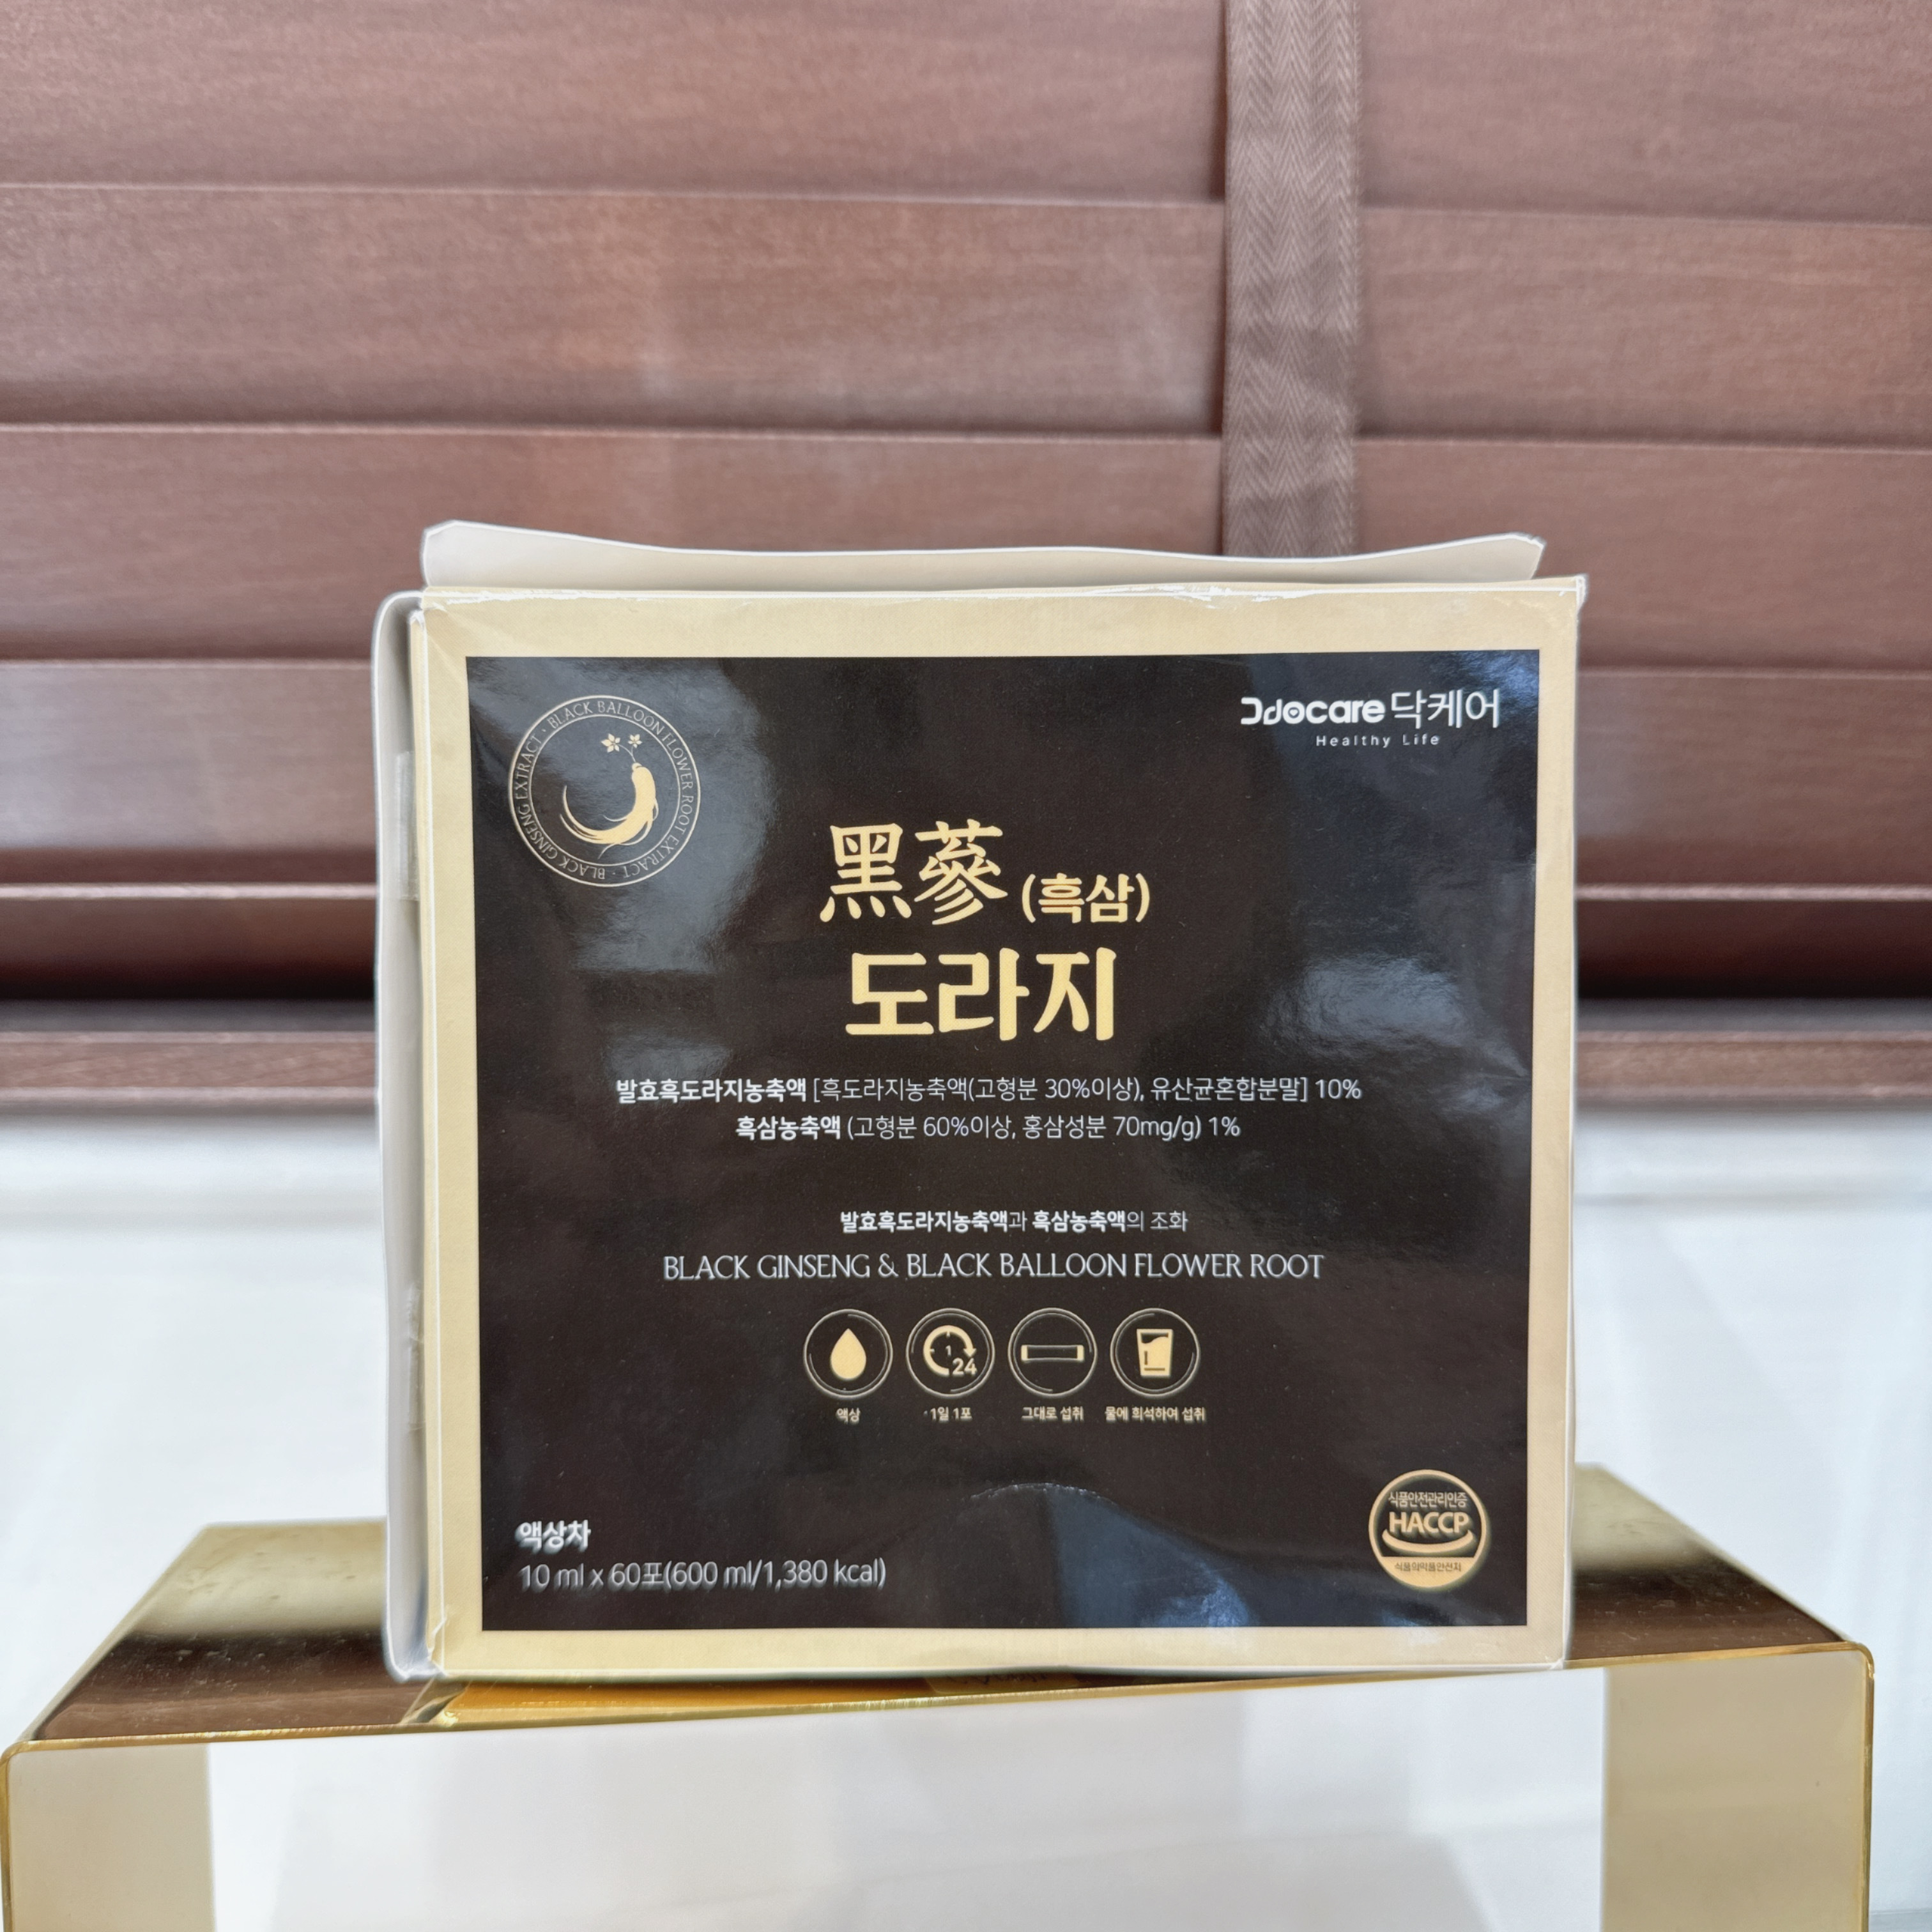 BLACK BALLOON FLOWER ROOT EXTRACT · BLACK GINSENG EXTRACT ·
docare 닥케어
Healthy Life
黑蔘 (흑삼)
도라지
발효흑도라지농축액 [흑도라지농축액(고형분 30%이상), 유산균혼합분말] 10%
흑삼농축액 (고형분 60%이상, 홍삼성분 70mg/g) 1%
발효흑도라지농축액과 흑삼농축액의 조화
BLACK GINSENG & BLACK BALLOON FLOWER ROOT
1 24
액상 1일 1포 그대로 섭취 물에 희석하여 섭취
식품안전관리인증
HACCP
식품의약품안전처
액상차
10 ml x 60포(600 ml/1,380 kcal)